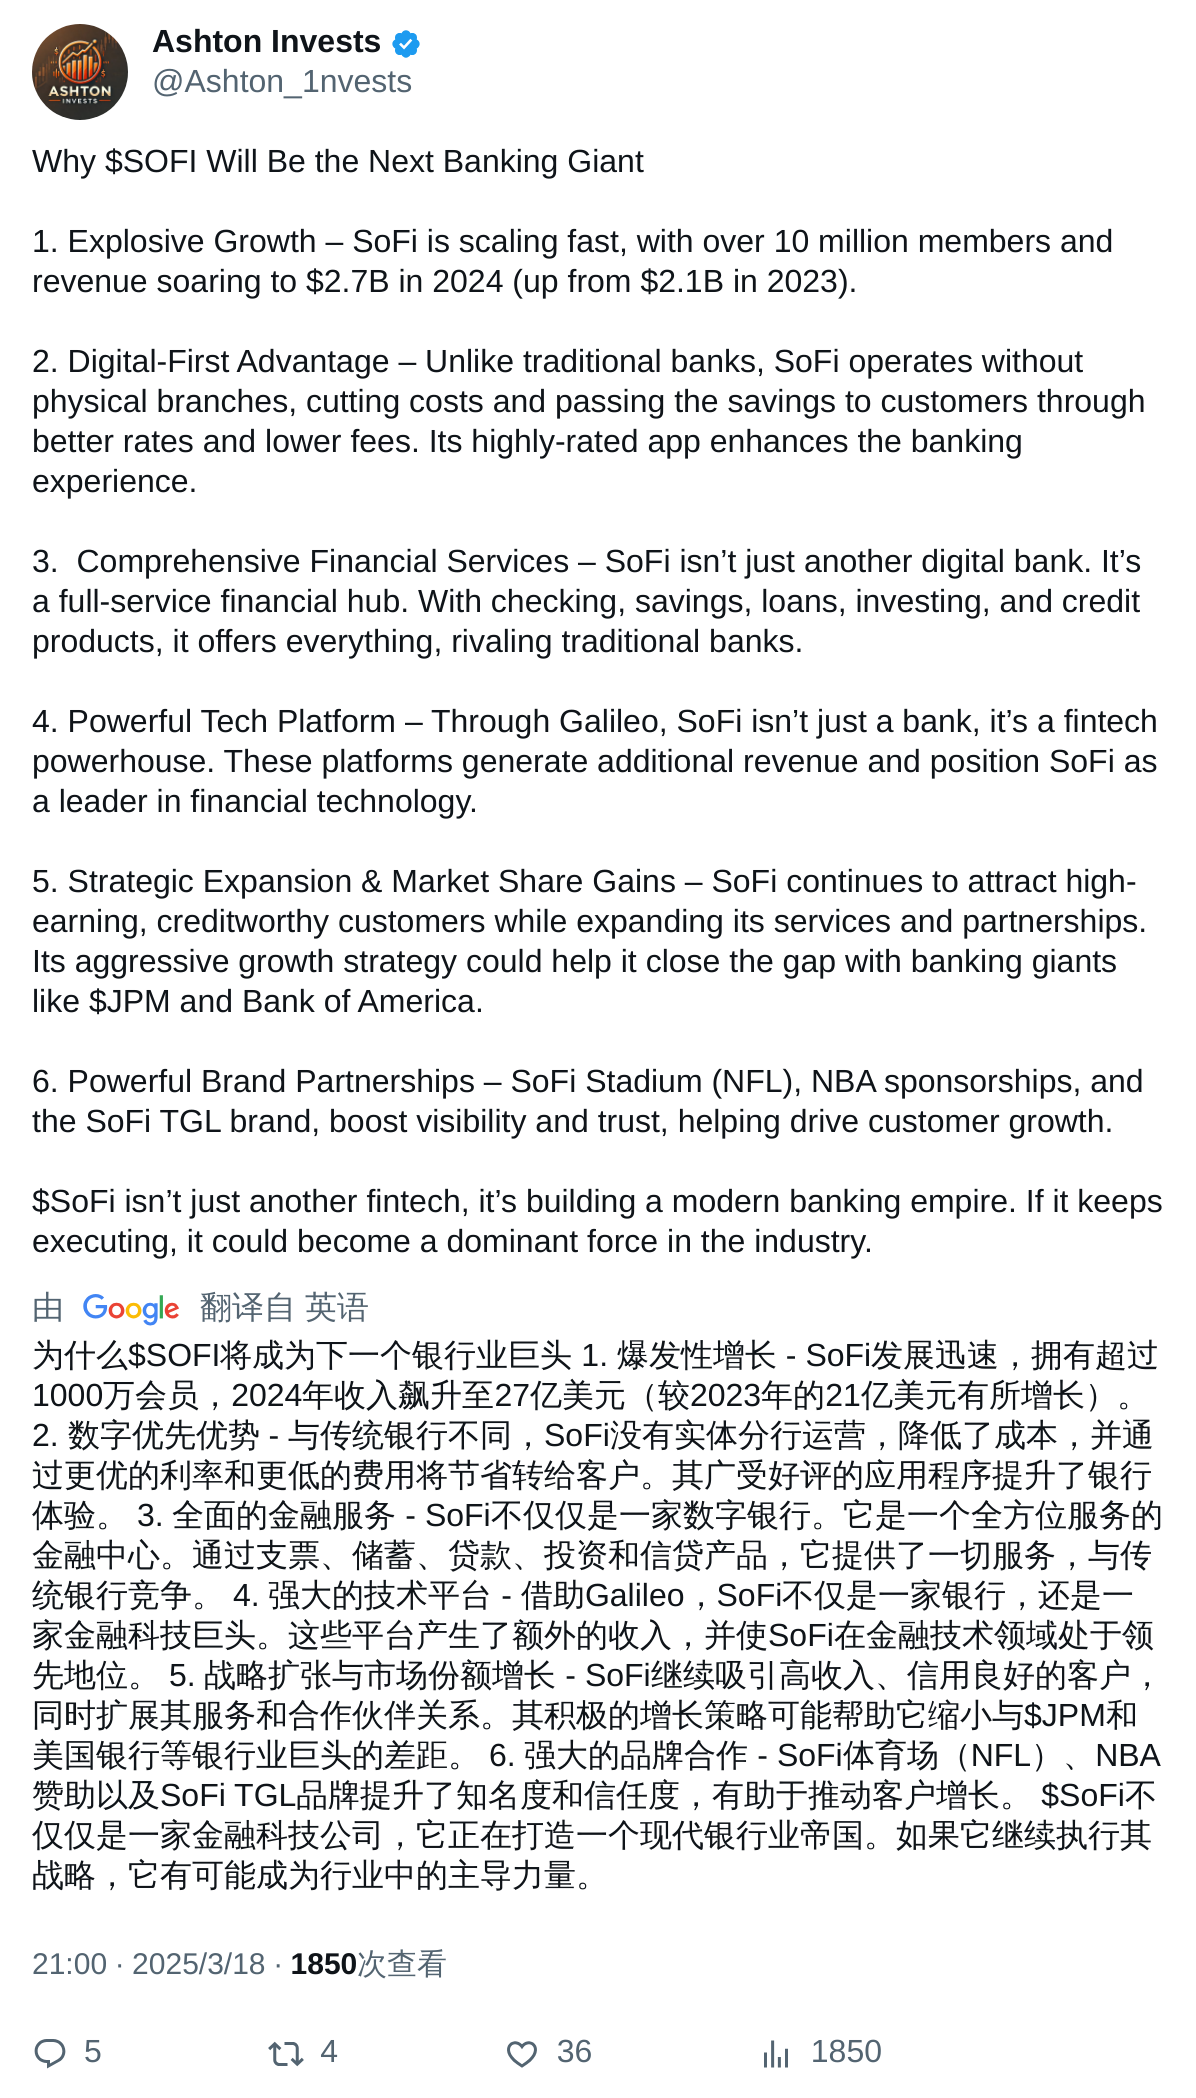 ASHTON
INVESTS
Ashton Invests
@Ashton_1nvests
Why $SOFI Will Be the Next Banking Giant
1. Explosive Growth – SoFi is scaling fast, with over 10 million members and
revenue soaring to $2.7B in 2024 (up from $2.1B in 2023).
2. Digital-First Advantage – Unlike traditional banks, SoFi operates without
physical branches, cutting costs and passing the savings to customers through
better rates and lower fees. Its highly-rated app enhances the banking
experience.
3.  Comprehensive Financial Services – SoFi isn’t just another digital bank. It’s
a full-service financial hub. With checking, savings, loans, investing, and credit
products, it offers everything, rivaling traditional banks.
4. Powerful Tech Platform – Through Galileo, SoFi isn’t just a bank, it’s a fintech
powerhouse. These platforms generate additional revenue and position SoFi as
a leader in financial technology.
5. Strategic Expansion & Market Share Gains – SoFi continues to attract high-
earning, creditworthy customers while expanding its services and partnerships.
Its aggressive growth strategy could help it close the gap with banking giants
like $JPM and Bank of America.
6. Powerful Brand Partnerships – SoFi Stadium (NFL), NBA sponsorships, and
the SoFi TGL brand, boost visibility and trust, helping drive customer growth.
$SoFi isn’t just another fintech, it’s building a modern banking empire. If it keeps
executing, it could become a dominant force in the industry.
由 Google 翻译自 英语
为什么$SOFI将成为下一个银行业巨头 1. 爆发性增长 - SoFi发展迅速，拥有超过
1000万会员，2024年收入飙升至27亿美元（较2023年的21亿美元有所增长）。
2. 数字优先优势 - 与传统银行不同，SoFi没有实体分行运营，降低了成本，并通
过更优的利率和更低的费用将节省转给客户。其广受好评的应用程序提升了银行
体验。 3. 全面的金融服务 - SoFi不仅仅是一家数字银行。它是一个全方位服务的
金融中心。通过支票、储蓄、贷款、投资和信贷产品，它提供了一切服务，与传
统银行竞争。 4. 强大的技术平台 - 借助Galileo，SoFi不仅是一家银行，还是一
家金融科技巨头。这些平台产生了额外的收入，并使SoFi在金融技术领域处于领
先地位。 5. 战略扩张与市场份额增长 - SoFi继续吸引高收入、信用良好的客户，
同时扩展其服务和合作伙伴关系。其积极的增长策略可能帮助它缩小与$JPM和
美国银行等银行业巨头的差距。 6. 强大的品牌合作 - SoFi体育场（NFL）、NBA
赞助以及SoFi TGL品牌提升了知名度和信任度，有助于推动客户增长。 $SoFi不
仅仅是一家金融科技公司，它正在打造一个现代银行业帝国。如果它继续执行其
战略，它有可能成为行业中的主导力量。
21:00 · 2025/3/18 · 1850次查看
5 4 36 1850